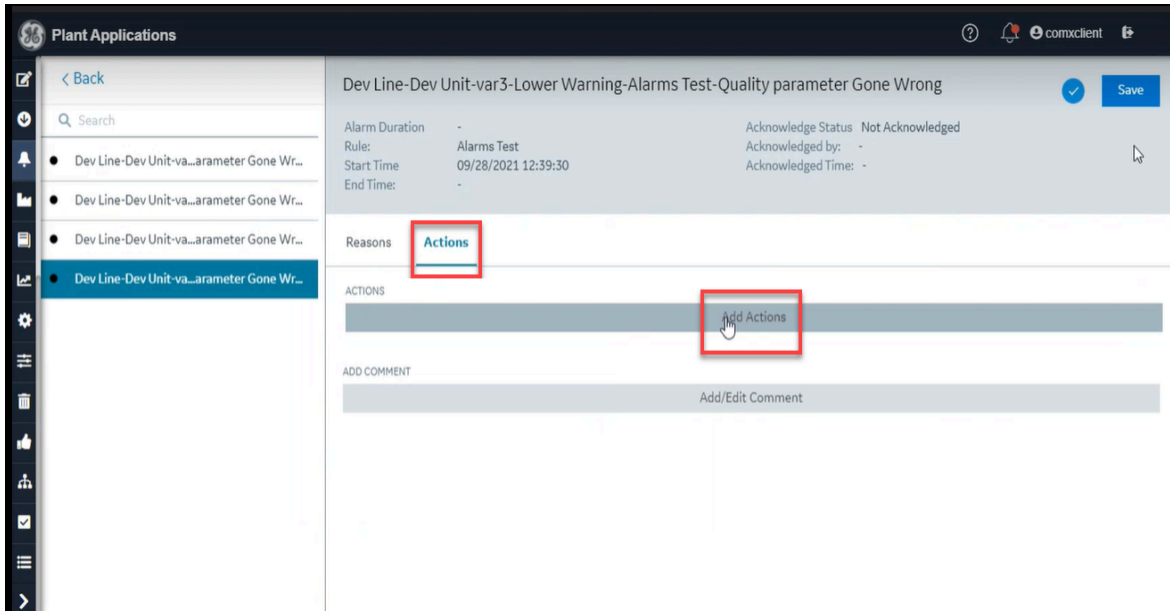 Plant Applications
comxclient
< Back
Search
Dev Line-Dev Unit-va...arameter Gone Wr...
Dev Line-Dev Unit-va...arameter Gone Wr...
Dev Line-Dev Unit-va...arameter Gone Wr...
Dev Line-Dev Unit-va...arameter Gone Wr...
Dev Line-Dev Unit-var3-Lower Warning-Alarms Test-Quality parameter Gone Wrong
Save
Alarm Duration -
Rule: Alarms Test
Start Time 09/28/2021 12:39:30
End Time: -
Acknowledge Status Not Acknowledged
Acknowledged by: -
Acknowledged Time: -
Reasons Actions
ACTIONS
Add Actions
ADD COMMENT
Add/Edit Comment